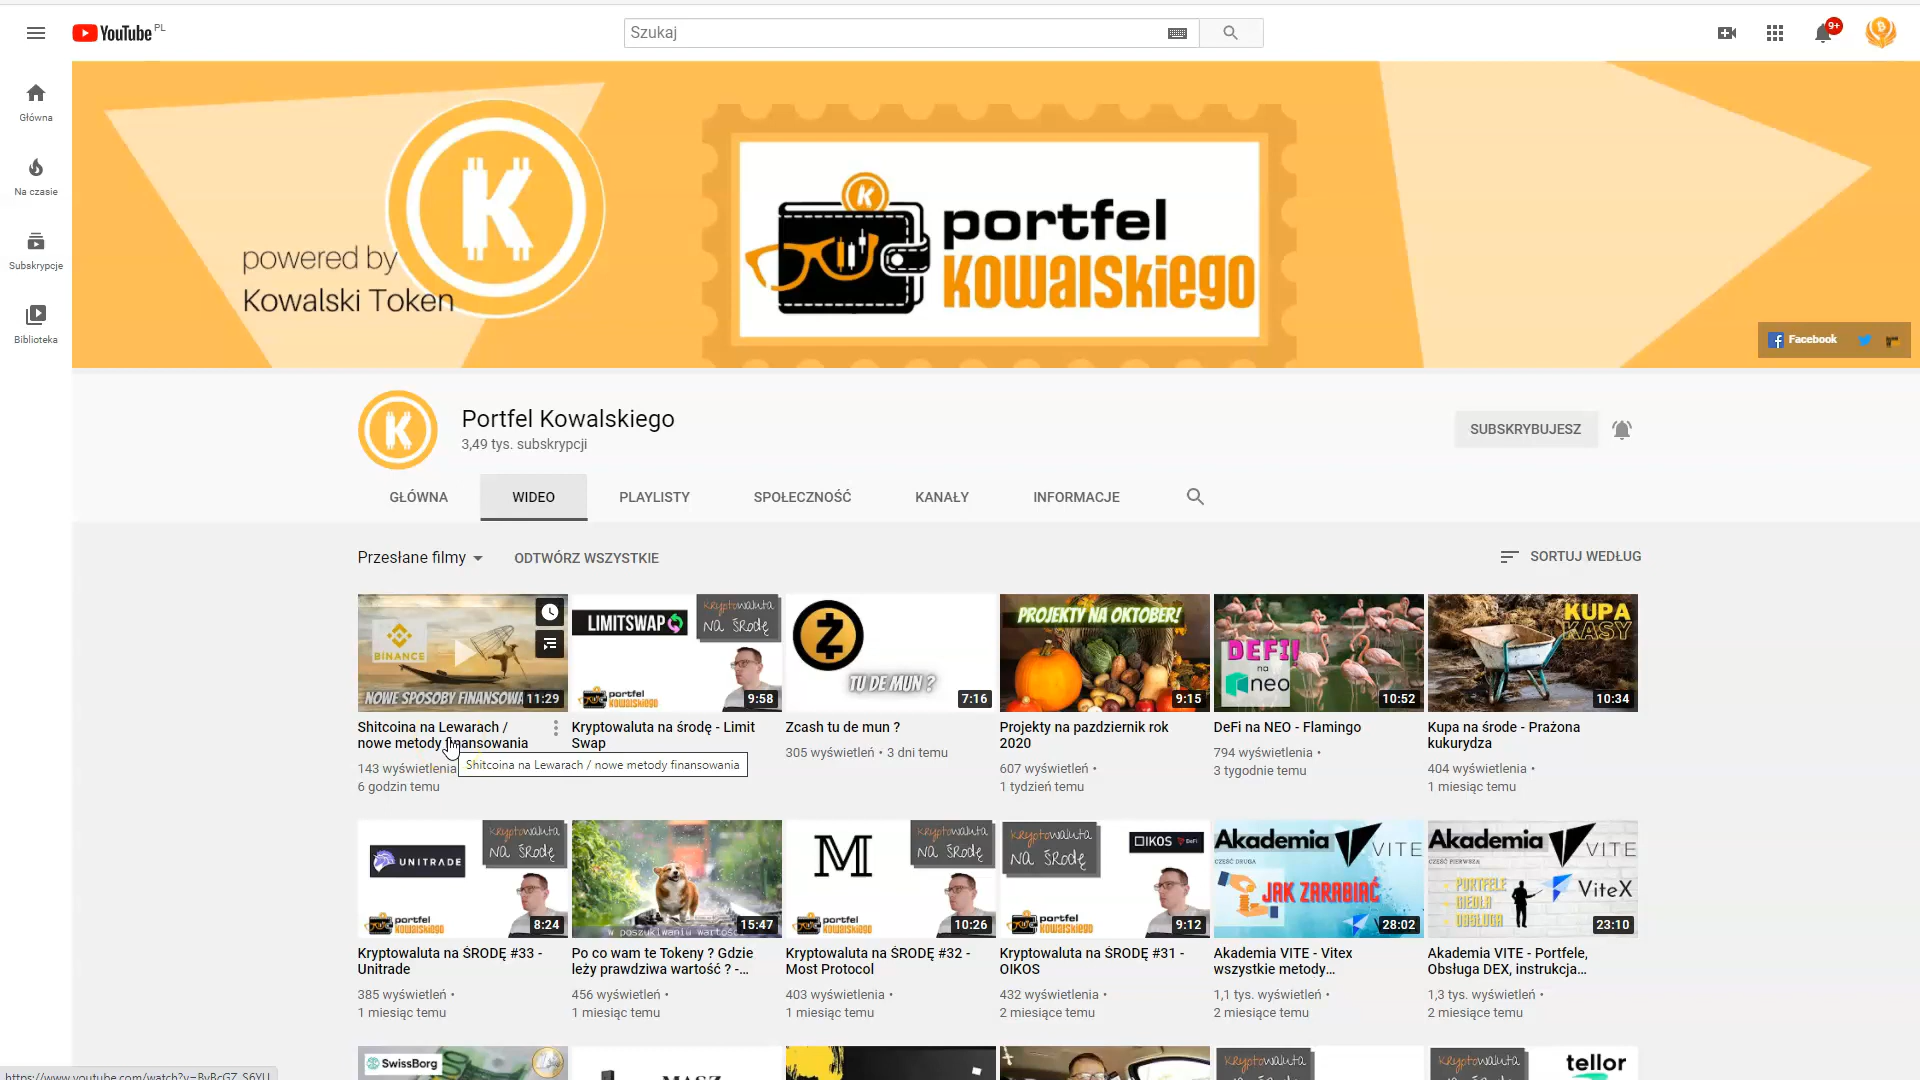 YouTube PL
Szukaj
9+
Główna
Na czasie
Subskrypcje
Biblioteka
powered by
Kowalski Token
K
portfel
KOWALSKIEGO
Facebook
Portfel Kowalskiego
3,49 tys. subskrypcji
SUBSKRYBUJESZ
GŁÓWNA
WIDEO
PLAYLISTY
SPOŁECZNOŚĆ
KANAŁY
INFORMACJE
Przesłane filmy
ODTWÓRZ WSZYSTKIE
SORTUJ WEDŁUG
BINANCE
NOWE SPOSOBY FINANSOWA
11:29
Shitcoina na Lewarach /
nowe metody finansowania
143 wyświetlenia
6 godzin temu
Shitcoina na Lewarach / nowe metody finansowania
LIMITSWAP
kryptowaluta
na środę
portfel
KOWALSKIEGO
9:58
Kryptowaluta na środę - Limit
Swap
TU DE MUN ?
7:16
Zcash tu de mun ?
305 wyświetleń • 3 dni temu
PROJEKTY NA OKTOBER!
9:15
Projekty na pazdziernik rok
2020
607 wyświetleń •
1 tydzień temu
DEFI!
na
neo
10:52
DeFi na NEO - Flamingo
794 wyświetlenia •
3 tygodnie temu
KUPA
KASY
10:34
Kupa na środe - Prażona
kukurydza
404 wyświetlenia •
1 miesiąc temu
UNITRADE
kryptowaluta
na środę
portfel
KOWALSKIEGO
8:24
Kryptowaluta na ŚRODĘ #33 -
Unitrade
385 wyświetleń •
1 miesiąc temu
w poszukiwaniu wartośc
15:47
Po co wam te Tokeny ? Gdzie
leży prawdziwa wartość ? -...
456 wyświetleń •
1 miesiąc temu
M
kryptowaluta
na środę
portfel
KOWALSKIEGO
10:26
Kryptowaluta na ŚRODĘ #32 -
Most Protocol
403 wyświetlenia •
1 miesiąc temu
kryptowaluta
na środę
OIKOS DeFi
portfel
KOWALSKIEGO
9:12
Kryptowaluta na ŚRODĘ #31 -
OIKOS
432 wyświetlenia •
2 miesiące temu
Akademia VITE
CZĘŚĆ DRUGA
JAK ZARABIAĆ
28:02
Akademia VITE - Vitex
wszystkie metody...
1,1 tys. wyświetleń •
2 miesiące temu
Akademia VITE
CZĘŚĆ PIERWSZA
PORTFELE
GIEŁDA
OBSŁUGA
ViteX
23:10
Akademia VITE - Portfele,
Obsługa DEX, instrukcja...
1,3 tys. wyświetleń •
2 miesiące temu
SwissBorg
kryptowaluta
kryptowaluta
tellor